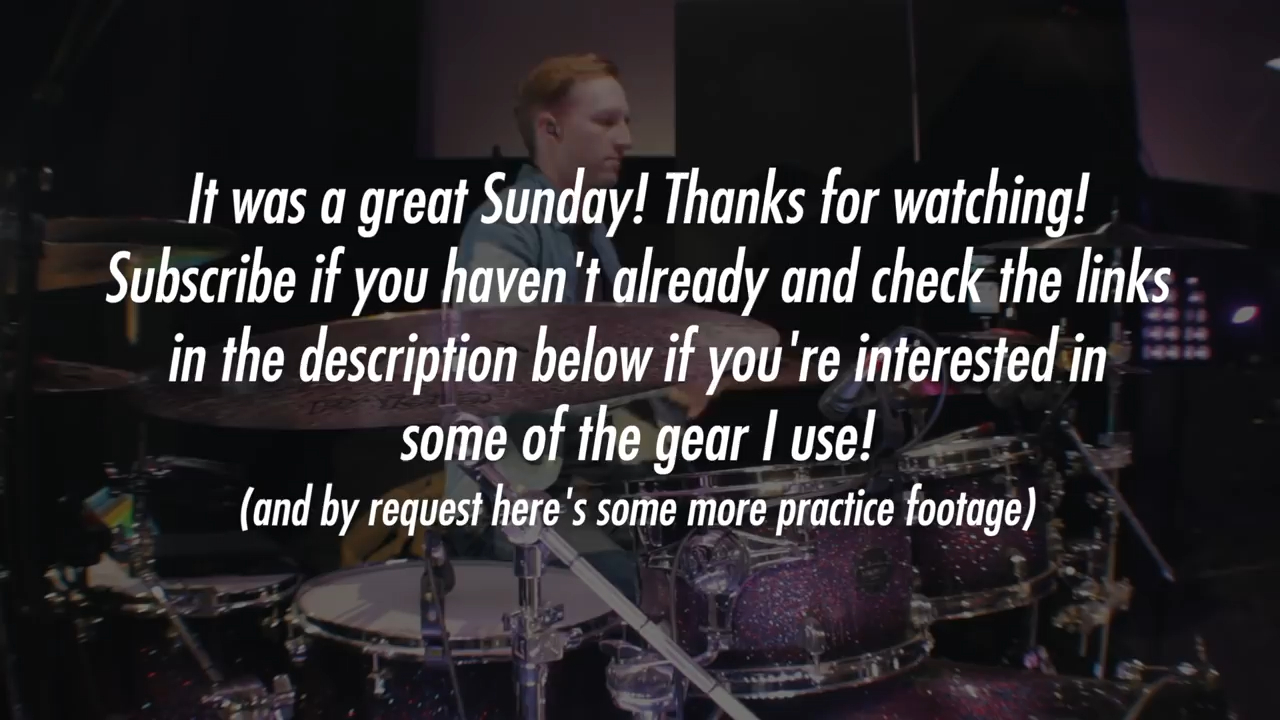 It was a great Sunday! Thanks for watching!
Subscribe if you haven't already and check the links
in the description below if you're interested in
some of the gear I use!
(and by request here's some more practice footage)